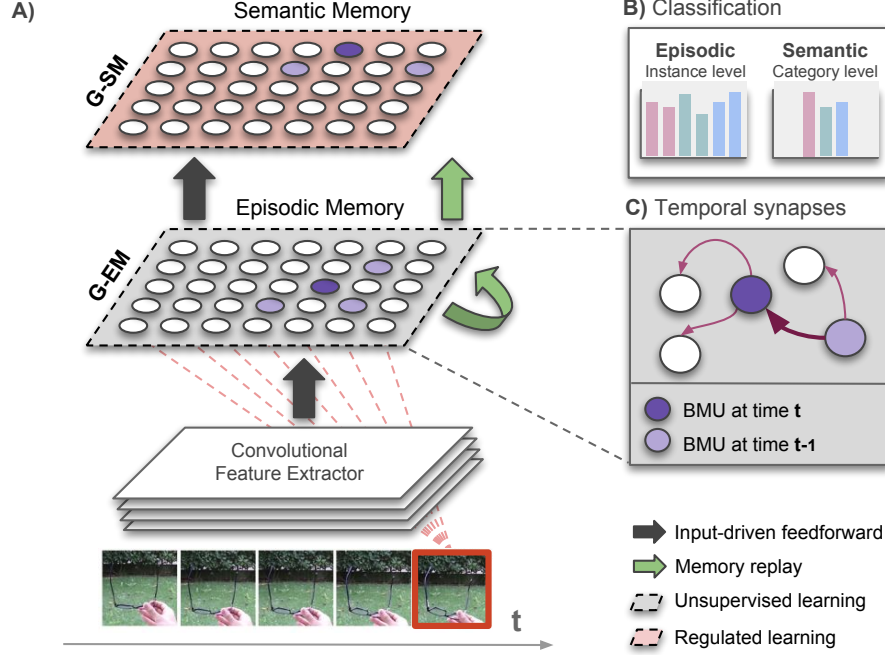 A)
Semantic Memory
G-SM
Episodic Memory
G-EM
Convolutional
Feature Extractor
t
B) Classification
Episodic
Instance level
Semantic
Category level
C) Temporal synapses
BMU at time t
BMU at time t-1
Input-driven feedforward
Memory replay
Unsupervised learning
Regulated learning